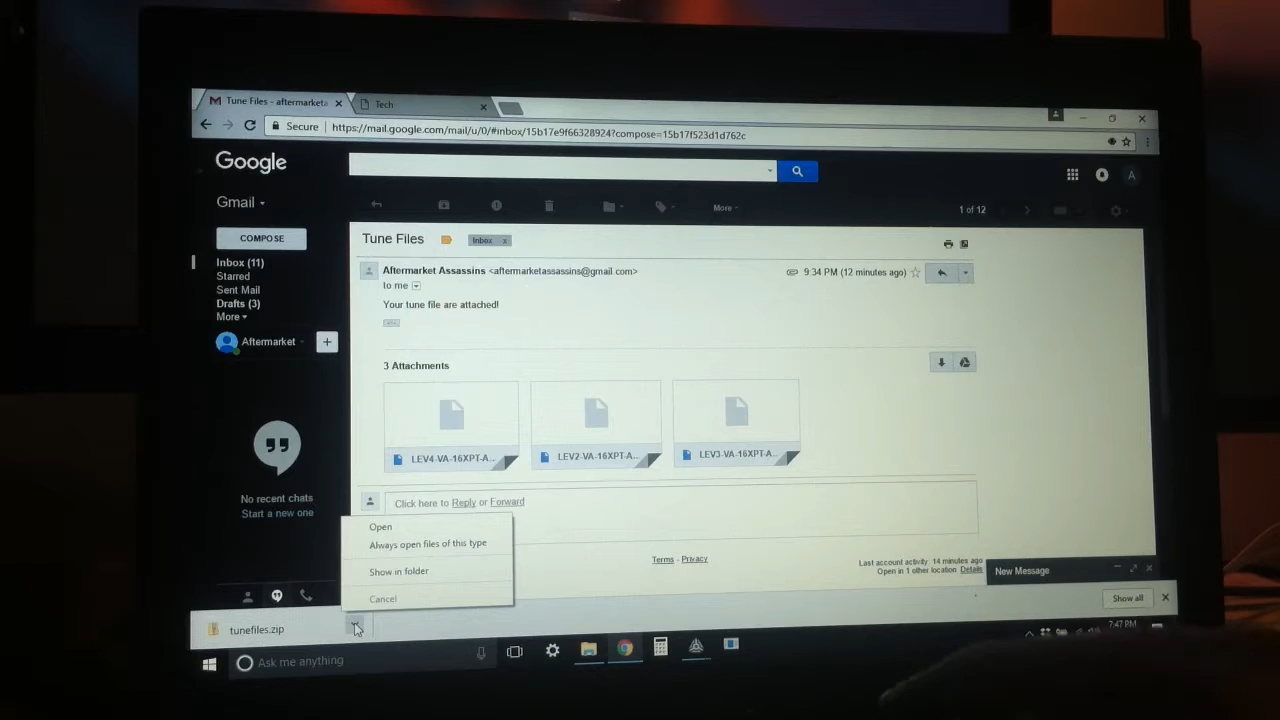 Tune Files - aftermarketa
Tech
Secure
https://mail.google.com/mail/u/0/#inbox/15b17e9f66328924?compose=15b17f523d1d762c
Google
A
Gmail
More
1 of 12
COMPOSE
Tune Files
Inbox x
Inbox (11)
Starred
Sent Mail
Drafts (3)
More
Aftermarket Assassins <aftermarketassassins@gmail.com>
9:34 PM (12 minutes ago)
to me
Your tune file are attached!
Aftermarket
3 Attachments
LEV4-VA-16XPT-A...
LEV2-VA-16XPT-A...
LEV3-VA-16XPT-A...
No recent chats
Start a new one
Click here to Reply or Forward
Open
Always open files of this type
Show in folder
Cancel
Terms - Privacy
Last account activity: 14 minutes ago
Open in 1 other location Details
New Message
tunefiles.zip
Show all
Ask me anything
7:47 PM